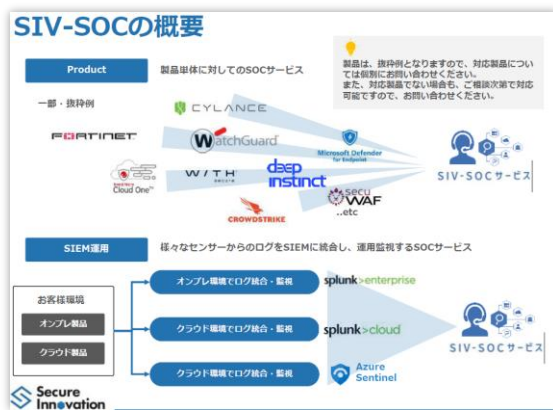 SIV-SOCの概要
Product
製品単体に対してのSOCサービス
製品は、抜粋例となりますので、対応製品につい
ては個別にお問い合わせください。
また、対応製品でない場合も、ご相談次第で対応
可能ですので、お問い合わせください。
一部・抜粋例
CYLANCE
FORTINET
WatchGuard
Microsoft Defender
for Endpoint
Cloud One™
W/TH
secure
deep
instinct
secu
WAF
..etc
CROWDSTRIKE
SIV-SOCサービス
SIEM運用
様々なセンサーからのログをSIEMに統合し、運用監視するSOCサービス
お客様環境
オンプレ製品
クラウド製品
オンプレ環境でログ統合・監視
splunk>enterprise
クラウド環境でログ統合・監視
splunk>cloud
クラウド環境でログ統合・監視
Azure
Sentinel
SIV-SOCサービス
Secure
Innovation